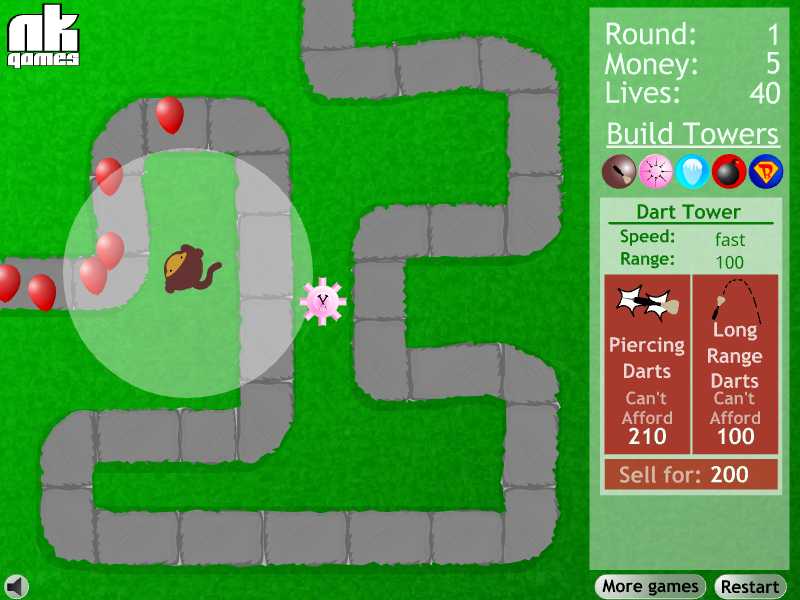 nk
games
Round: 1
Money: 5
Lives: 40
Build Towers
Dart Tower
Speed: fast
Range: 100
Piercing
Darts
Can't
Afford
210
Long
Range
Darts
Can't
Afford
100
Sell for: 200
More games
Restart